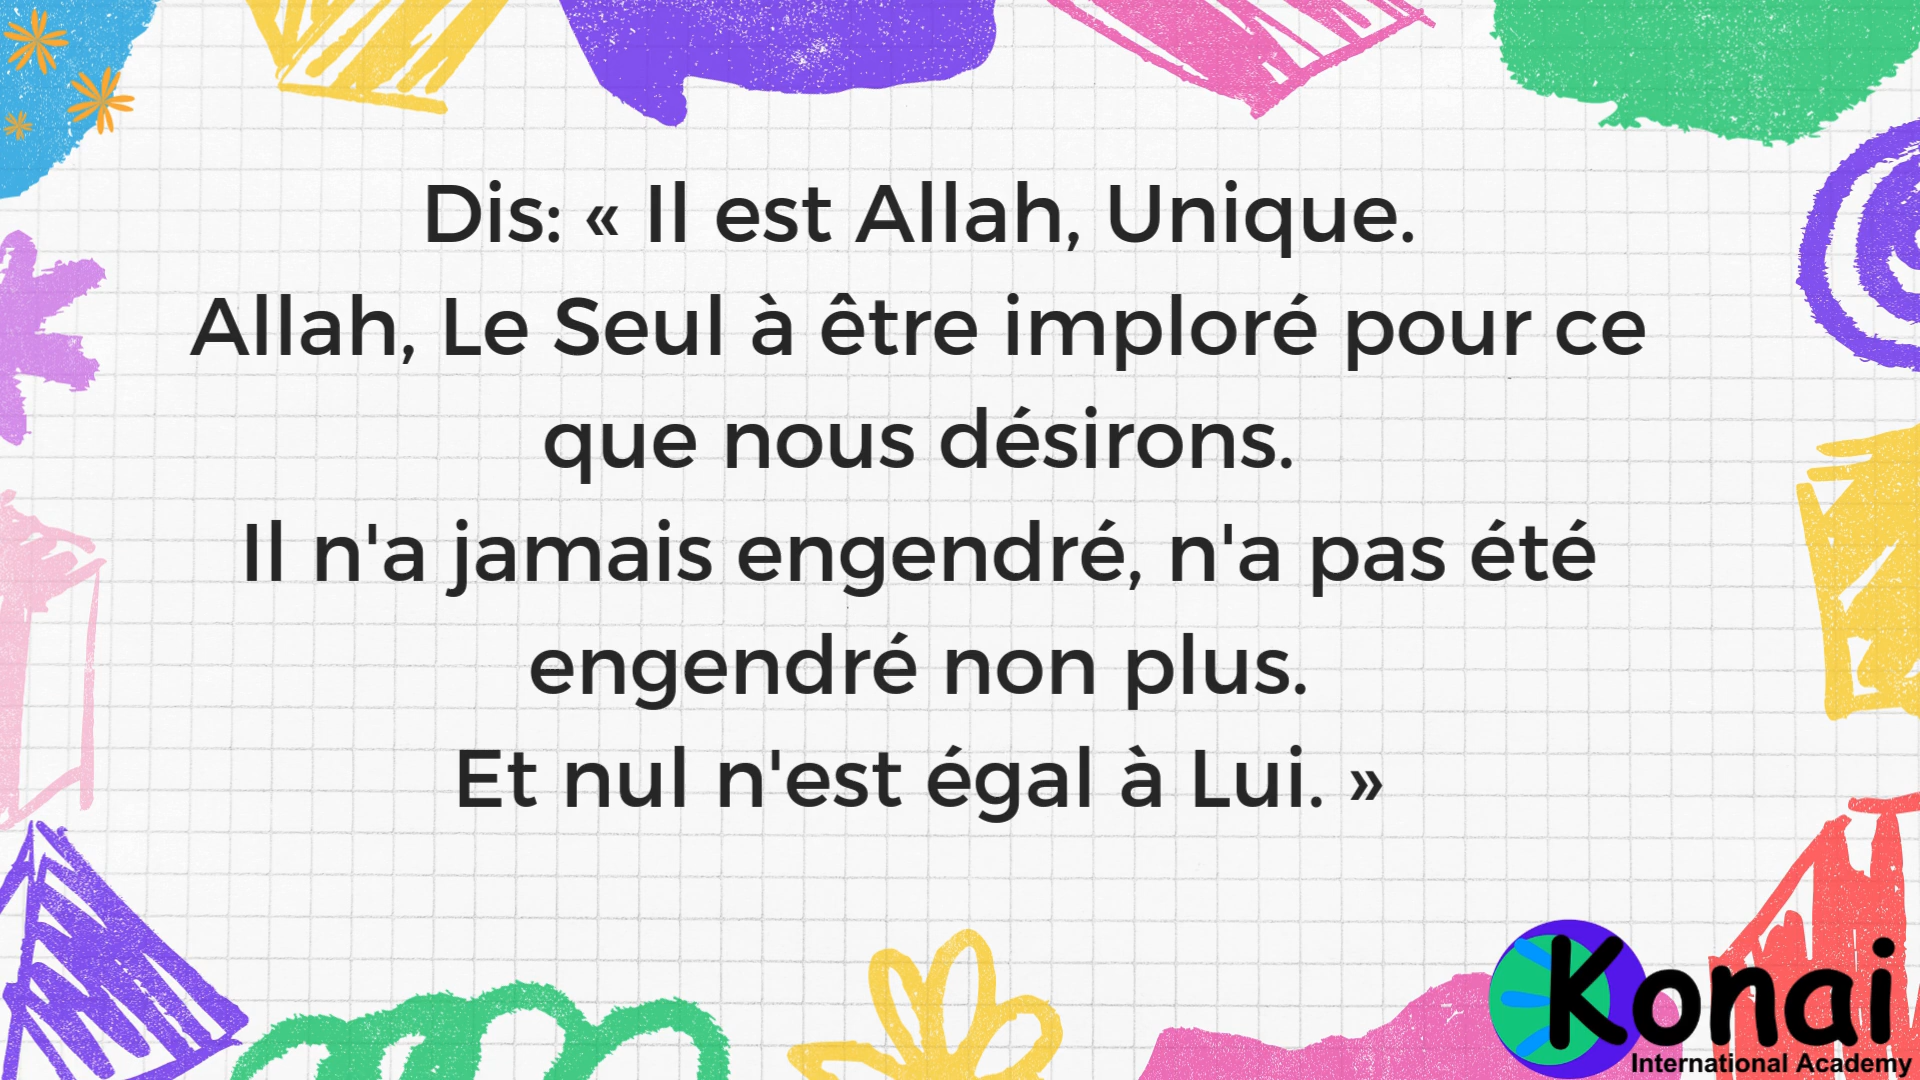 Dis: « Il est Allah, Unique.
Allah, Le Seul à être imploré pour ce
que nous désirons.
Il n'a jamais engendré, n'a pas été
engendré non plus.
Et nul n'est égal à Lui. »
Konai
International Academy